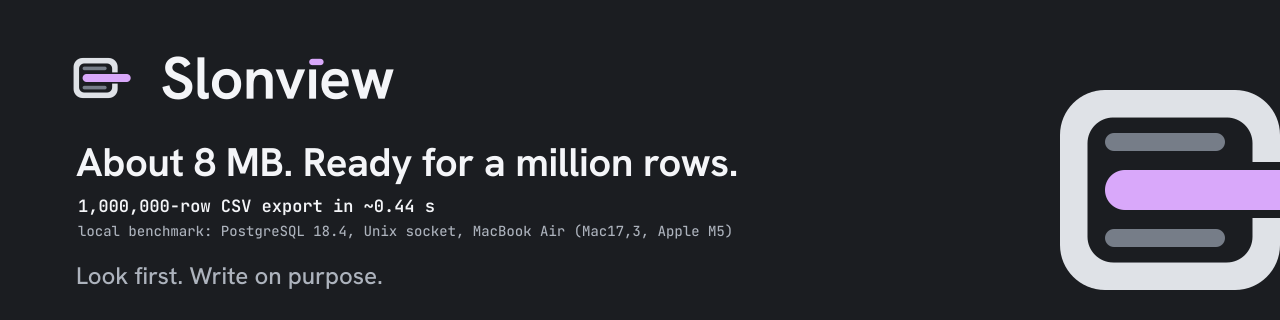 Slonview
About 8 MB. Ready for a million rows.
1,000,000-row CSV export in ~0.44 s
local benchmark: PostgreSQL 18.4, Unix socket, MacBook Air (Mac17,3, Apple M5)
Look first. Write on purpose.